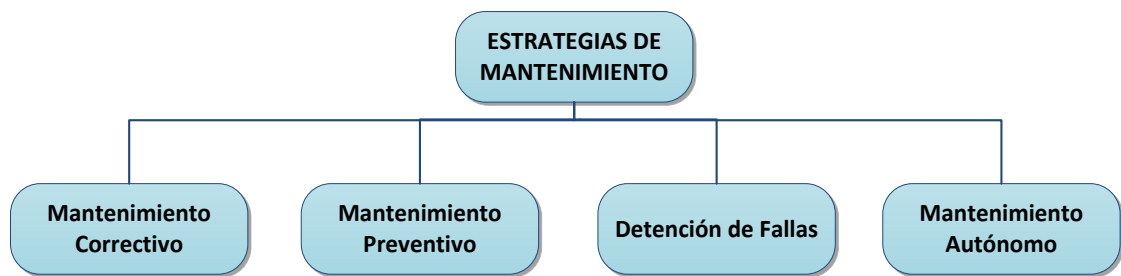 ESTRATEGIAS DE
MANTENIMIENTO
Mantenimiento
Correctivo
Mantenimiento
Preventivo
Detención de Fallas
Mantenimiento
Autónomo